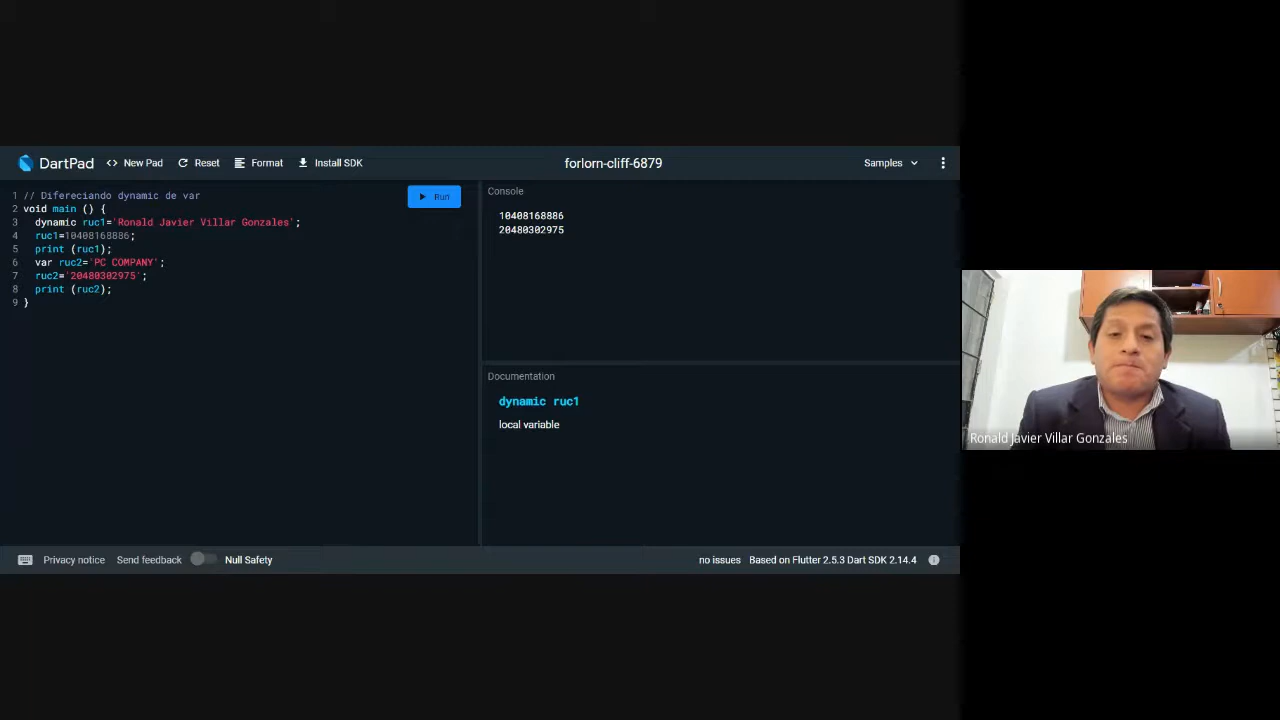 DartPad
New Pad
Reset
Format
Install SDK
forlorn-cliff-6879
Samples
1 // Difereciando dynamic de var
2 void main () {
3 dynamic ruc1='Ronald Javier Villar Gonzales';
4 ruc1=10408168886;
5 print (ruc1);
6 var ruc2='PC COMPANY';
7 ruc2='20480302975';
8 print (ruc2);
9 }
Run
Console
10408168886
20480302975
Documentation
dynamic ruc1
local variable
Privacy notice
Send feedback
Null Safety
no issues
Based on Flutter 2.5.3 Dart SDK 2.14.4
Ronald Javier Villar Gonzales